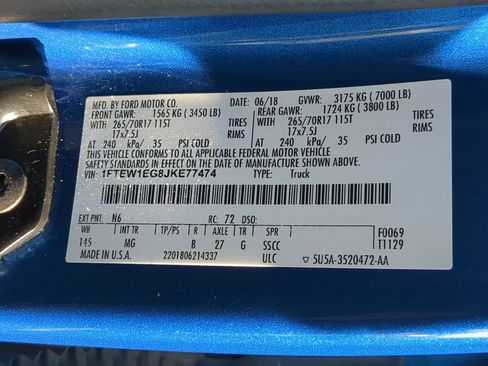 MFD. BY FORD MOTOR CO.
DATE: 06/18 GVWR: 3175 KG ( 7000 LB)
FRONT GAWR: 1565 KG ( 3450 LB) REAR GAWR: 1724 KG ( 3800 LB)
WITH 265/70R17 115T TIRES WITH 265/70R17 115T TIRES
17x7.5J RIMS 17x7.5J RIMS
AT 240 kPa/ 35 PSI COLD AT 240 kPa/ 35 PSI COLD
THIS VEHICLE CONFORMS TO ALL APPLICABLE FEDERAL MOTOR VEHICLE
SAFETY STANDARDS IN EFFECT ON THE DATE OF MANUFACTURE SHOWN ABOVE.
VIN: 1FTEW1EG8JKE77474 TYPE: Truck
EXT PNT: N6 RC: 72 DSO:
WB INT TR TP/PS R AXLE TR SPR F0069
145 MG B 27 G SSCC T1129
MADE IN U.S.A. 2201806214337 ULC ▽ 5U5A-3520472-AA